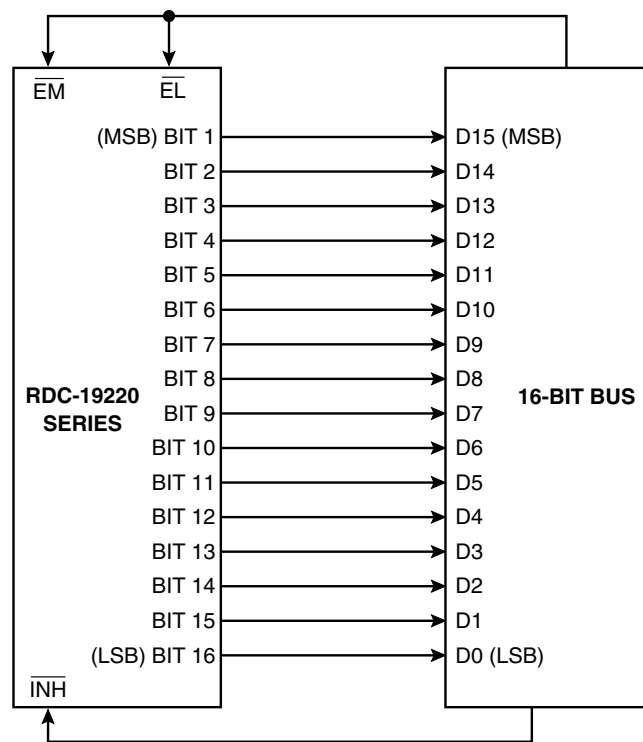 EM EL
(MSB) BIT 1 D15 (MSB)
BIT 2 D14
BIT 3 D13
BIT 4 D12
BIT 5 D11
BIT 6 D10
BIT 7 D9
BIT 8 D8
RDC-19220 SERIES
16-BIT BUS
BIT 9 D7
BIT 10 D6
BIT 11 D5
BIT 12 D4
BIT 13 D3
BIT 14 D2
BIT 15 D1
(LSB) BIT 16 D0 (LSB)
INH